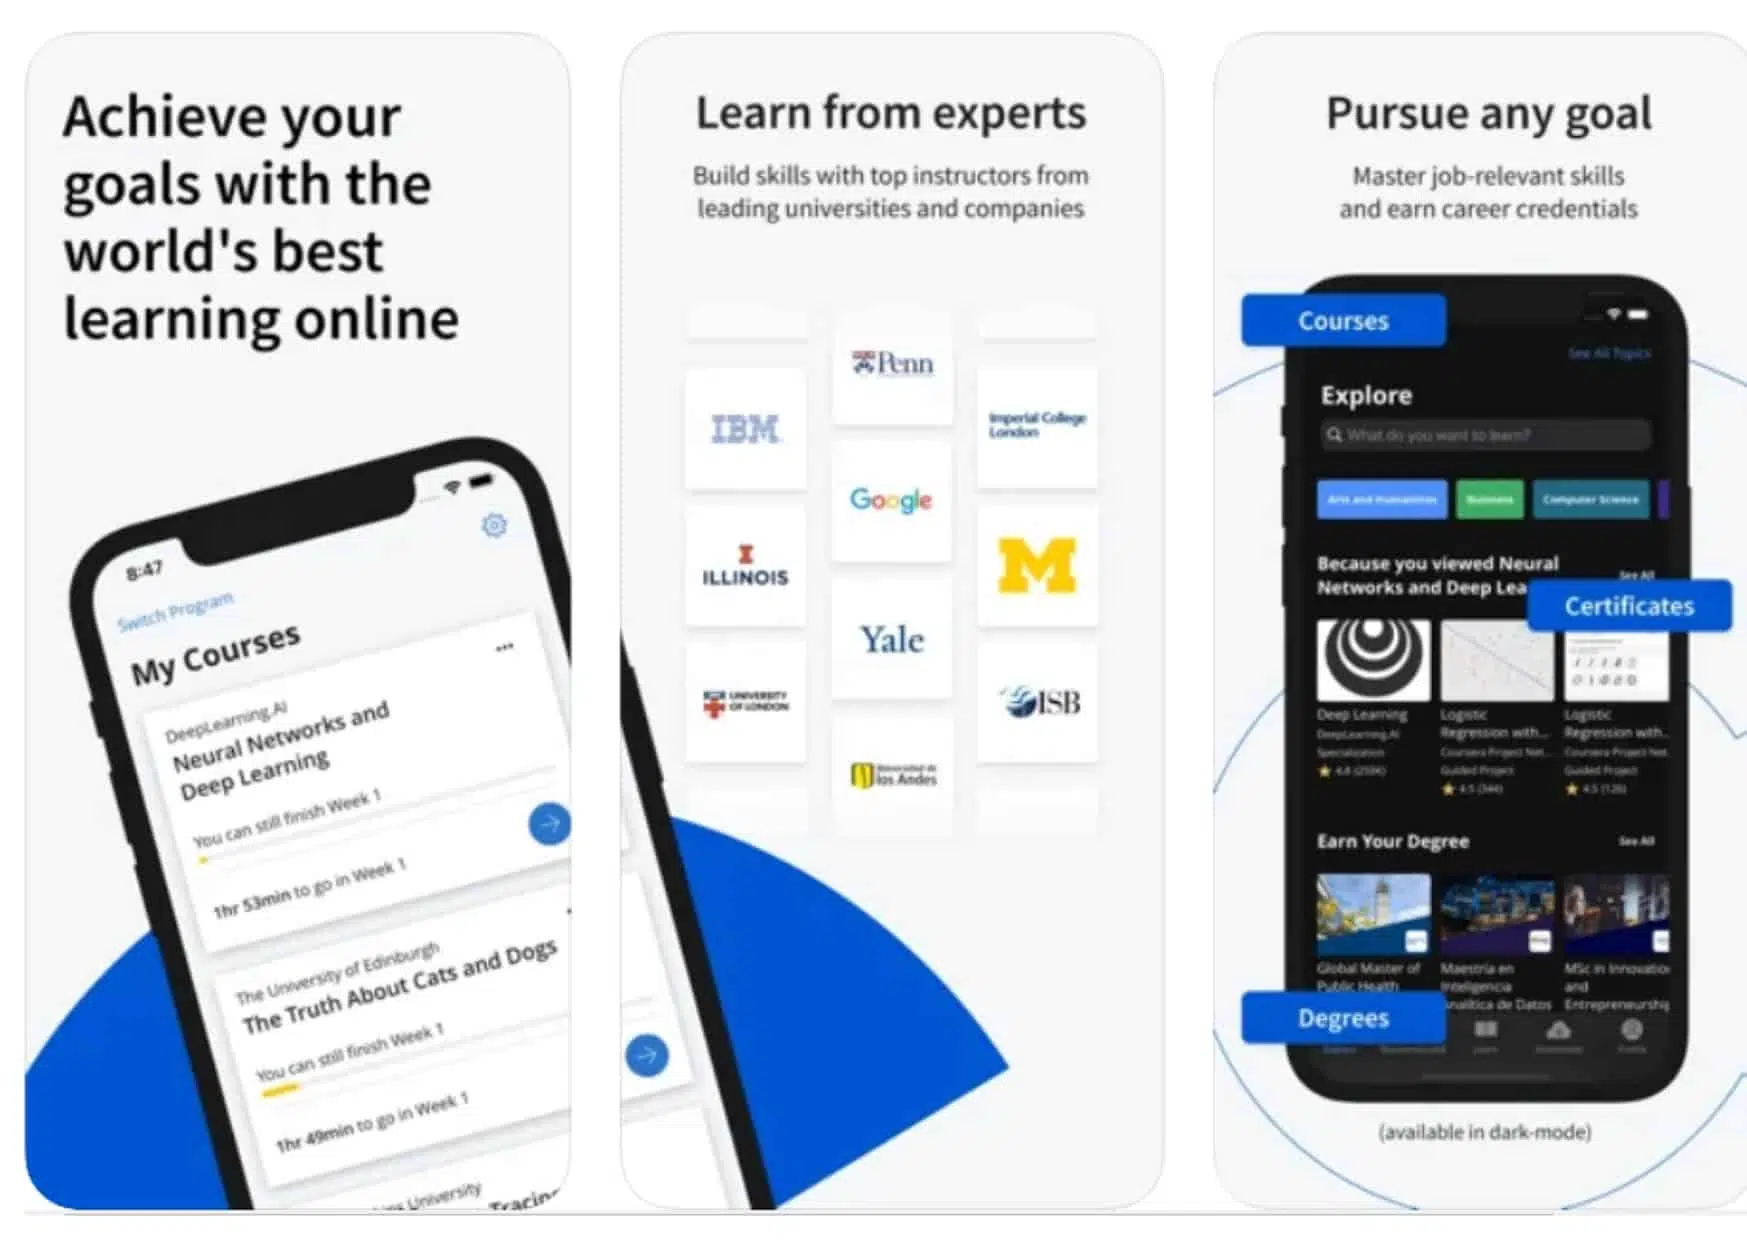 Achieve your
goals with the
world's best
learning online
8:47
Switch Program
My Courses
DeepLearning.AI
Neural Networks and
Deep Learning
You can still finish Week 1
1hr 53min to go in Week 1
The University of Edinburgh
The Truth About Cats and Dogs
You can still finish Week 1
1hr 49min to go in Week 1
University
Tracing
Learn from experts
Build skills with top instructors from
leading universities and companies
Penn
IBM
Imperial College
London
Google
I
ILLINOIS
M
Yale
UNIVERSITY
OF LONDON
ISB
Universidad de
los Andes
Pursue any goal
Master job-relevant skills
and earn career credentials
Courses
See All Topics
Explore
What do you want to learn?
Arts and Humanities
Business
Computer Science
Because you viewed Neural
Networks and Deep Lea
See All
Certificates
Deep Learning
DeepLearning.AI
Specialization
Logistic
Regression with...
Coursera Project Net...
Guided Project
4.5 (344)
Logistic
Regression with...
Coursera Project Net
Guided Project
4.5 (126)
Earn Your Degree
See All
Global Master of
Public Health
Maestría en
Inteligencia
Analítica de Datos
MSc in Innovation
and
Entrepreneurship
Degrees
Learn
Profile
(available in dark-mode)